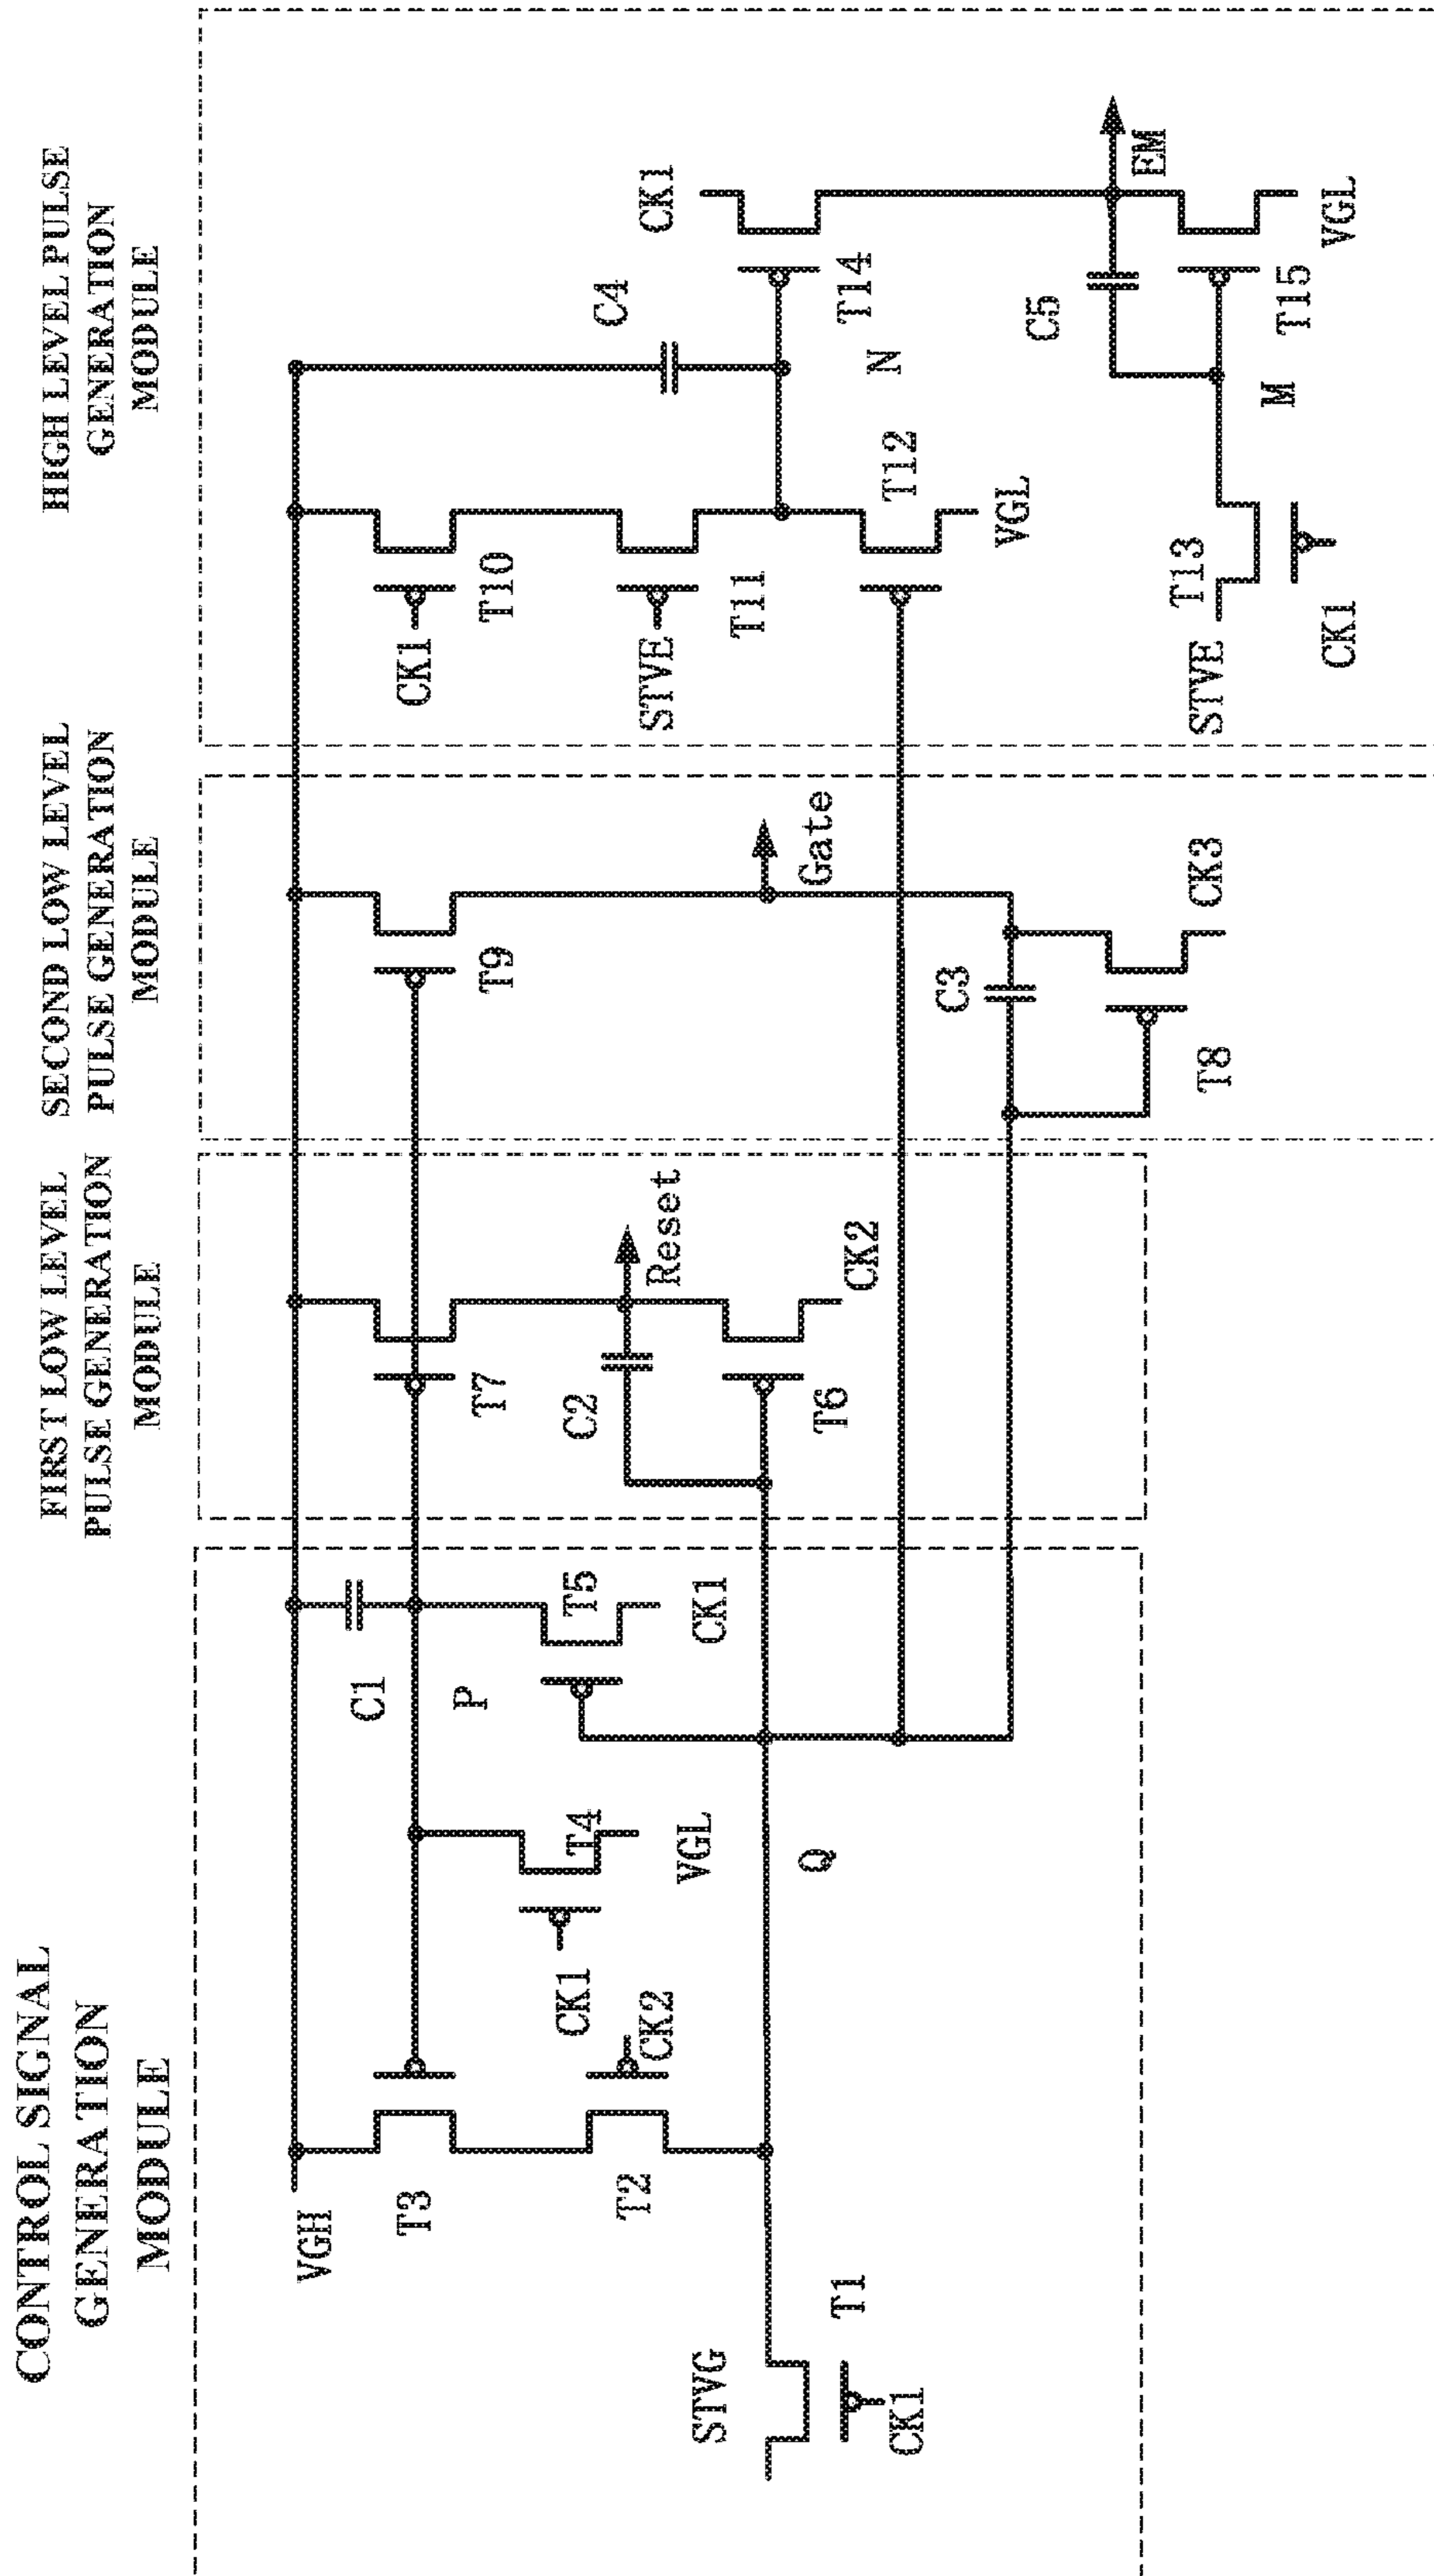 CONTROL SIGNAL
GENERATION
MODULE
FIRST LOW LEVEL
PULSE GENERATION
MODULE
SECOND LOW LEVEL
PULSE GENERATION
MODULE
HIGH LEVEL PULSE
GENERATION
MODULE
VGH
T3
T2
CK2
CK1
T4
VGL
C1
P
T5
CK1
STVG
T1
CK1
Q
T7
C2
Reset
T6
CK2
T9
Gate
C3
T8
CK3
CK1
T10
STVE
T11
T12
VGL
C4
N
CK1
T14
C5
EM
M
T15
VGL
STVE
T13
CK1